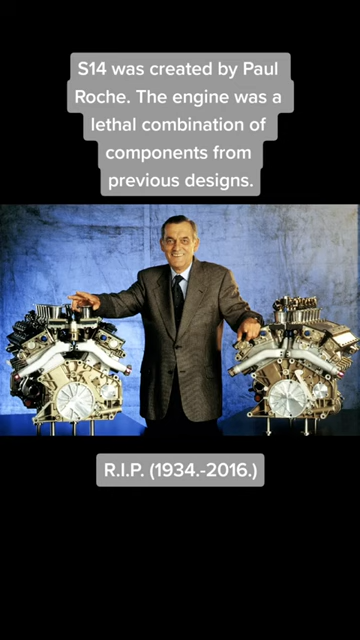 S14 was created by Paul
Roche. The engine was a
lethal combination of
components from
previous designs.
R.I.P. (1934.-2016.)